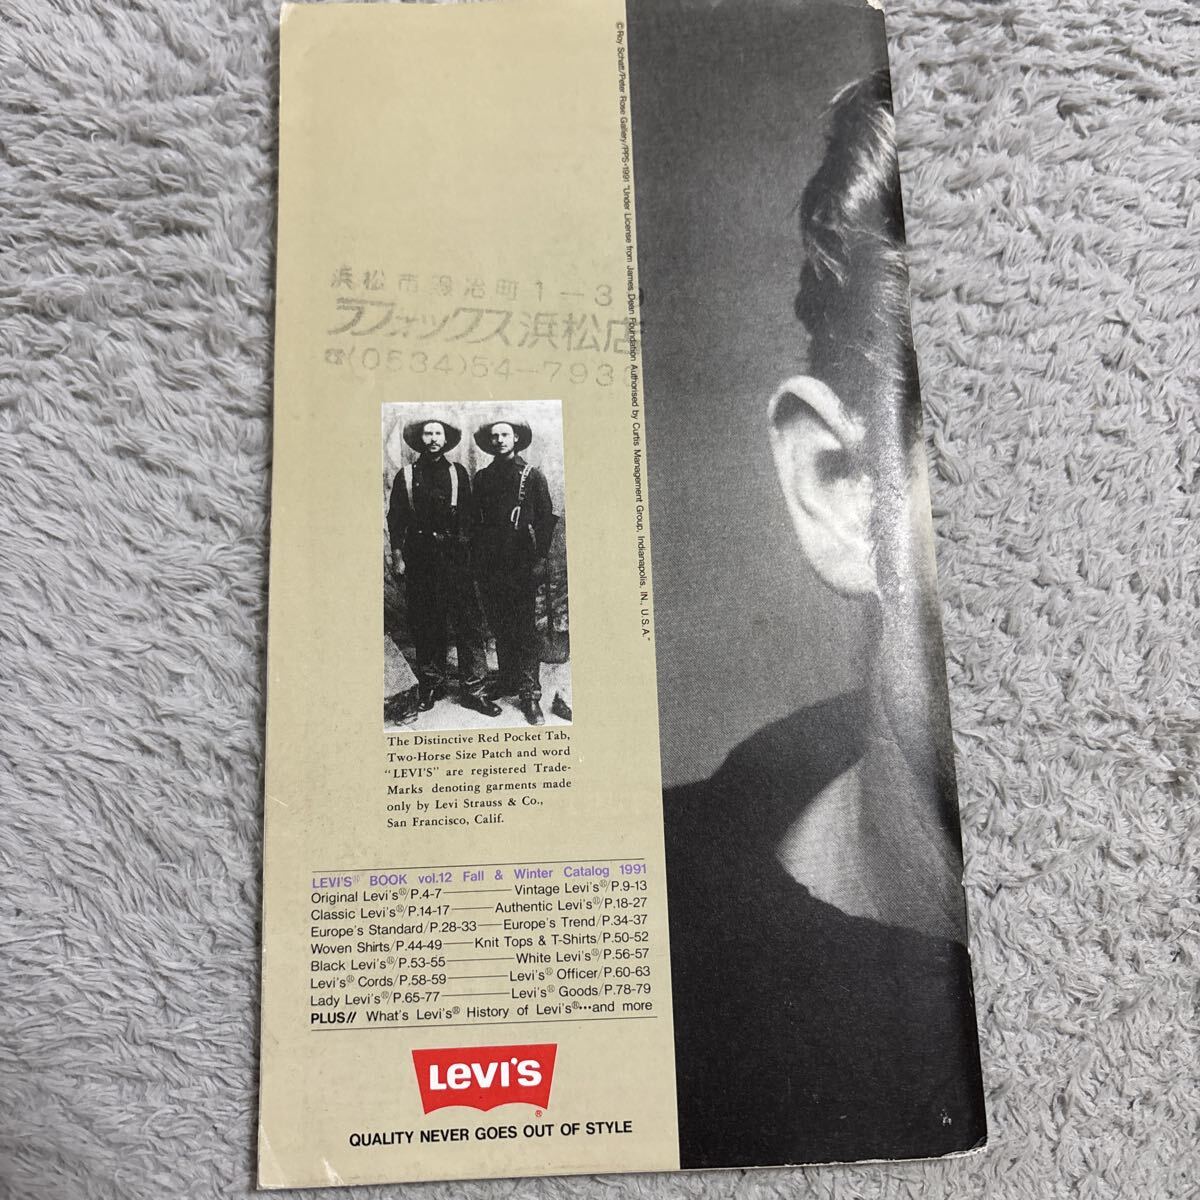 ©Roy Schatt/Peter Rose Gallery/PPS•1991 "Under License from James Dean Foundation Authorised by Curtis Management Group, Indianapolis, IN., U.S.A."
浜松市鍛冶町1-3
ラフォックス浜松店
☎(0534)54-793
The Distinctive Red Pocket Tab,
Two-Horse Size Patch and word
"LEVI'S" are registered Trade-
Marks denoting garments made
only by Levi Strauss & Co.,
San Francisco, Calif.
LEVI'S® BOOK vol.12 Fall & Winter Catalog 1991
Original Levi's®/P.4-7 Vintage Levi's®/P.9-13
Classic Levi's®/P.14-17 Authentic Levi's®/P.18-27
Europe's Standard/P.28-33 Europe's Trend/P.34-37
Woven Shirts/P.44-49 Knit Tops & T-Shirts/P.50-52
Black Levi's®/P.53-55 White Levi's®/P.56-57
Levi's® Cords/P.58-59 Levi's® Officer/P.60-63
Lady Levi's®/P.65-77 Levi's® Goods/P.78-79
PLUS!! What's Levi's® History of Levi's®•••and more
LEVI'S
®
QUALITY NEVER GOES OUT OF STYLE